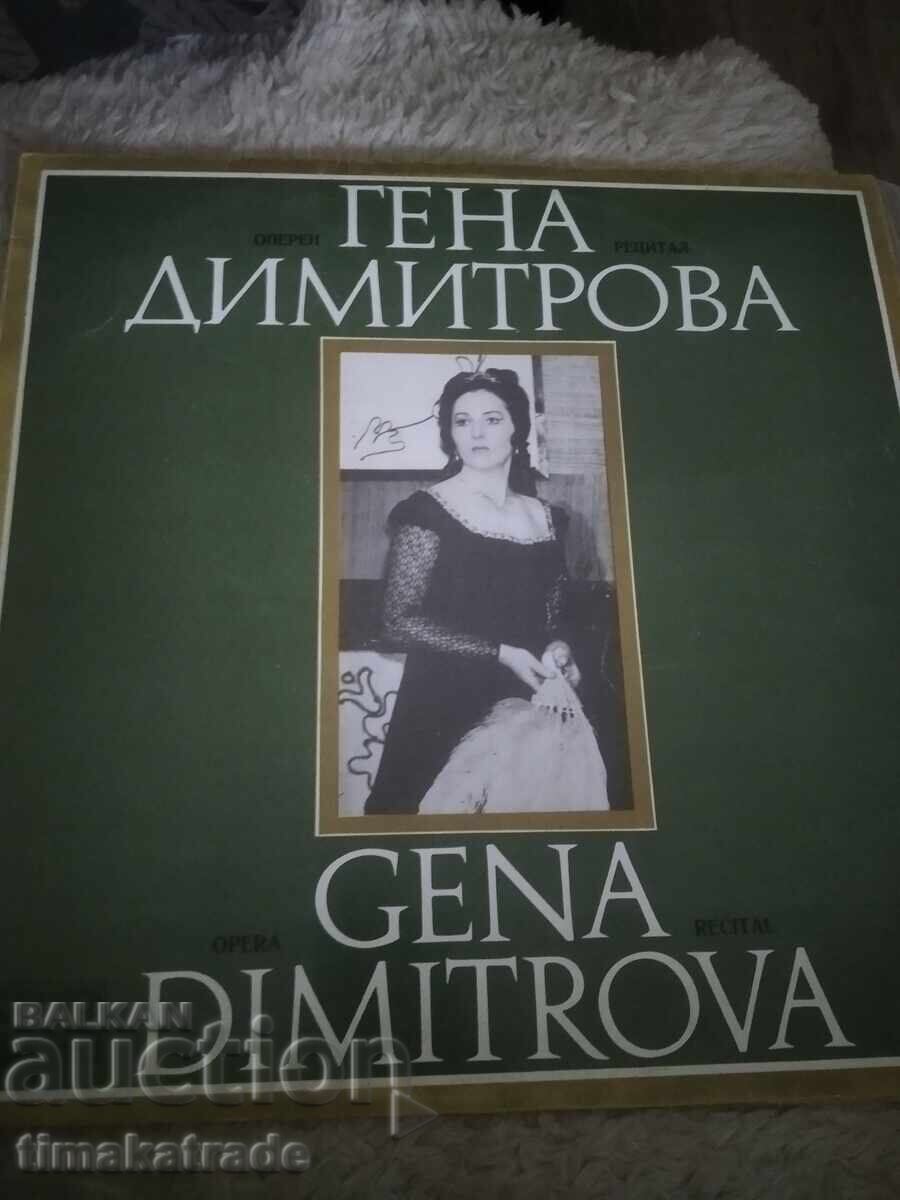 ГЕНА
ОПЕРЕН РЕЦИТАЛ
ДИМИТРОВА
GENA
OPERA RECITAL
DIMITROVA
BALKAN
auction
timakatrade